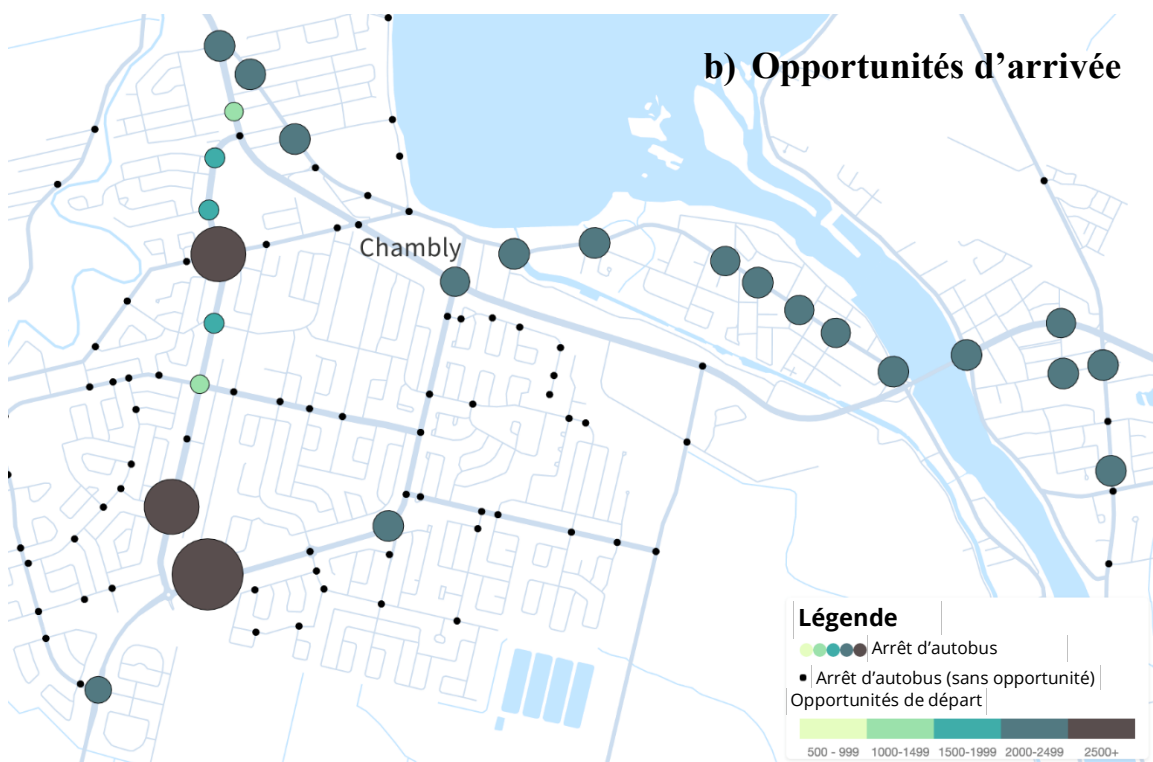 b) Opportunités d’arrivée
Chambly
Légende
Arrêt d’autobus
Arrêt d’autobus (sans opportunité)
Opportunités de départ
500 - 999 1000-1499 1500-1999 2000-2499 2500+